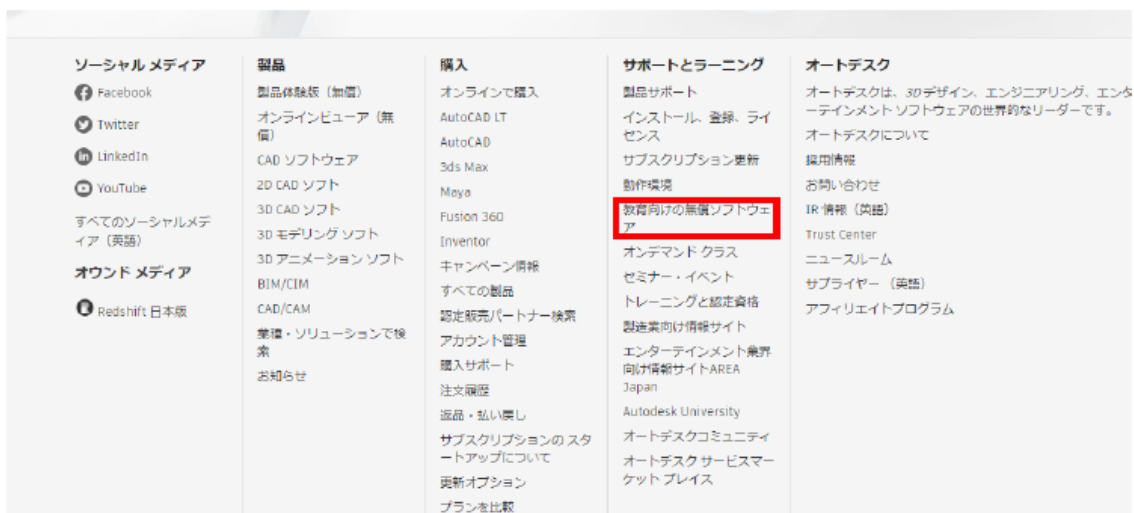 ソーシャル メディア
Facebook
Twitter
LinkedIn
YouTube
すべてのソーシャルメデ
ィア（英語）
オウンド メディア
Redshift 日本版
製品
製品体験版（無償）
オンラインビューア（無
償）
CAD ソフトウェア
2D CAD ソフト
3D CAD ソフト
3D モデリング ソフト
3D アニメーション ソフト
BIM/CIM
CAD/CAM
業種・ソリューションで検
索
お知らせ
購入
オンラインで購入
AutoCAD LT
AutoCAD
3ds Max
Maya
Fusion 360
Inventor
キャンペーン情報
すべての製品
認定販売パートナー検索
アカウント管理
購入サポート
注文履歴
返品・払い戻し
サブスクリプションの スタ
ートアップについて
更新オプション
プランを比較
サポートとラーニング
製品サポート
インストール、登録、ライ
センス
サブスクリプション更新
動作環境
教育向けの無償ソフトウェ
ア
オンデマンド クラス
セミナー・イベント
トレーニングと認定資格
製造業向け情報サイト
エンターテインメント業界
向け情報サイトAREA
Japan
Autodesk University
オートデスクコミュニティ
オートデスク サービスマー
ケット プレイス
オートデスク
オートデスクは、3Dデザイン、エンジニアリング、エンタ
ーテインメント ソフトウェアの世界的なリーダーです。
オートデスクについて
採用情報
お問い合わせ
IR 情報（英語）
Trust Center
ニュースルーム
サプライヤー （英語）
アフィリエイトプログラム